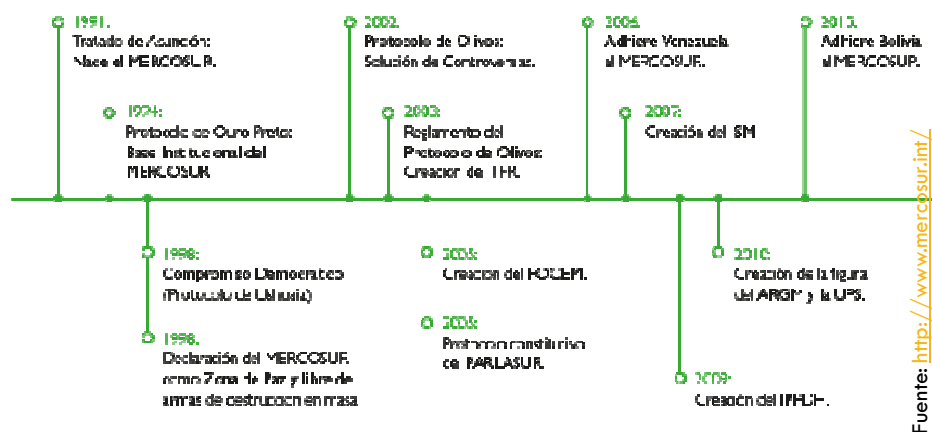 1991:
Tratado de Asunción:
Nace el MERCOSUR.
1994:
Protocolo de Ouro Preto:
Base Institucional del
MERCOSUR
1998:
Compromiso Democrático
(Protocolo de Ushuaia)
1998:
Declaración del MERCOSUR
como Zona de Paz y libre de
armas de destrucción en masa
2002:
Protocolo de Olivos:
Solución de Controversias.
2003:
Reglamento del
Protocolo de Olivos:
Creación del TPR.
2005:
Creación del FOCEM.
2005:
Protocolo constitutivo
del PARLASUR.
2006:
Adhiere Venezuela
al MERCOSUR.
2007:
Creación del ISM
2009:
Creación del IPPDH.
2010:
Creación de la figura
del ARGM y la UPS.
Adhiere Bolivia
al MERCOSUR.
Fuente: http://www.mercosur.int/